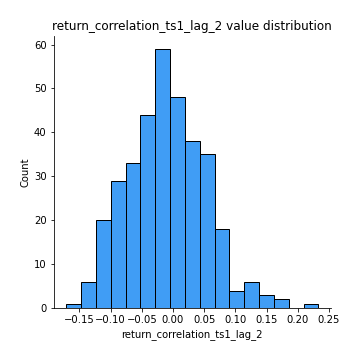 return_correlation_ts1_lag_2 value distribution
60
50
40
30
20
10
0
Count
−0.15 −0.10 −0.05 0.00 0.05 0.10 0.15 0.20 0.25
return_correlation_ts1_lag_2